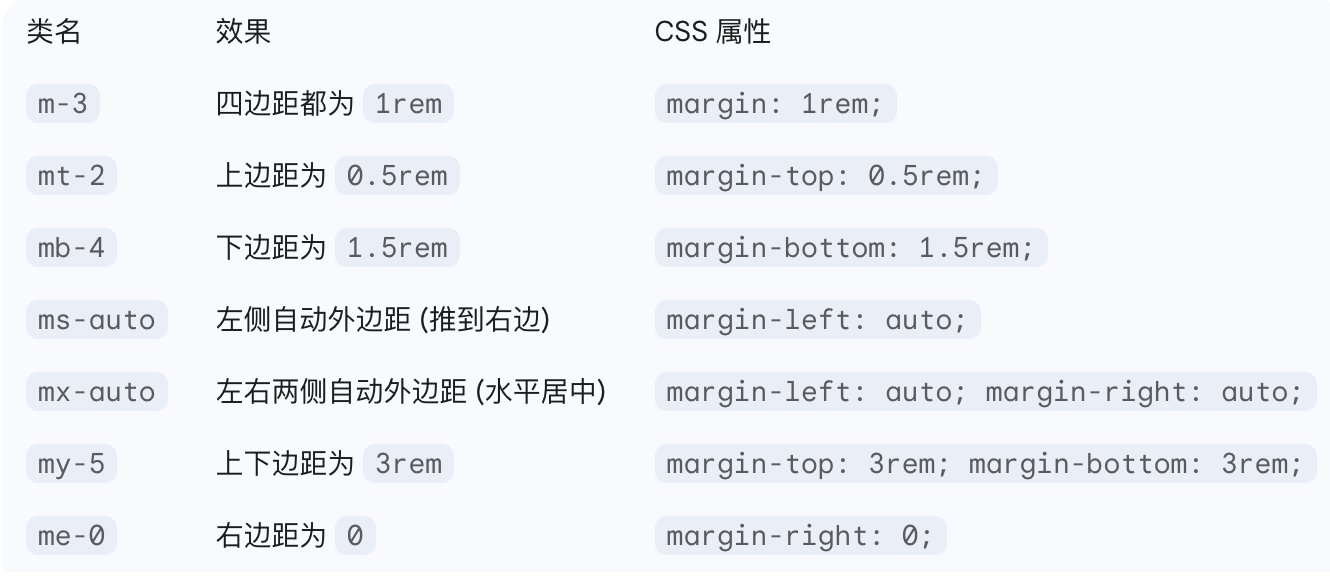 类名 效果 CSS 属性
m-3 四边距都为 1rem margin: 1rem;
mt-2 上边距为 0.5rem margin-top: 0.5rem;
mb-4 下边距为 1.5rem margin-bottom: 1.5rem;
ms-auto 左侧自动外边距 (推到右边) margin-left: auto;
mx-auto 左右两侧自动外边距 (水平居中) margin-left: auto; margin-right: auto;
my-5 上下边距为 3rem margin-top: 3rem; margin-bottom: 3rem;
me-0 右边距为 0 margin-right: 0;